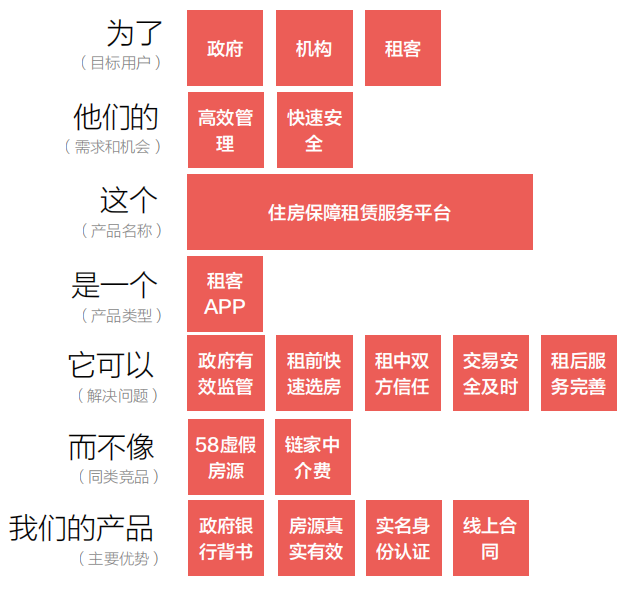 为了
（目标用户）
政府
机构
租客
他们的
（需求和机会）
高效管
理
快速安
全
这个
（产品名称）
住房保障租赁服务平台
是一个
（产品类型）
租客
APP
它可以
（解决问题）
政府有
效监管
租前快
速选房
租中双
方信任
交易安
全及时
租后服
务完善
而不像
（同类竞品）
58虚假
房源
链家中
介费
我们的产品
（主要优势）
政府银
行背书
房源真
实有效
实名身
份认证
线上合
同